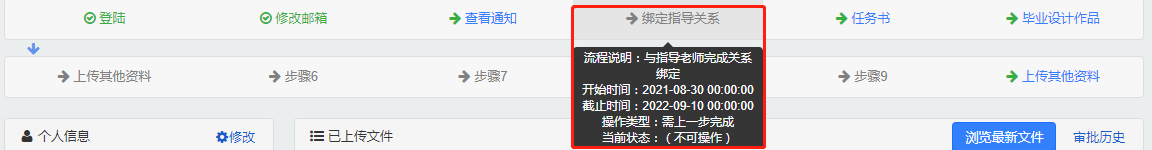 登陆 修改邮箱 查看通知 绑定指导关系 任务书 毕业设计作品
上传其他资料 步骤6 步骤7 步骤9 上传其他资料
流程说明：与指导老师完成关系
绑定
开始时间：2021-08-30 00:00:00
截止时间：2022-09-10 00:00:00
操作类型：需上一步完成
当前状态：（不可操作）
个人信息 修改 已上传文件 浏览最新文件 审批历史